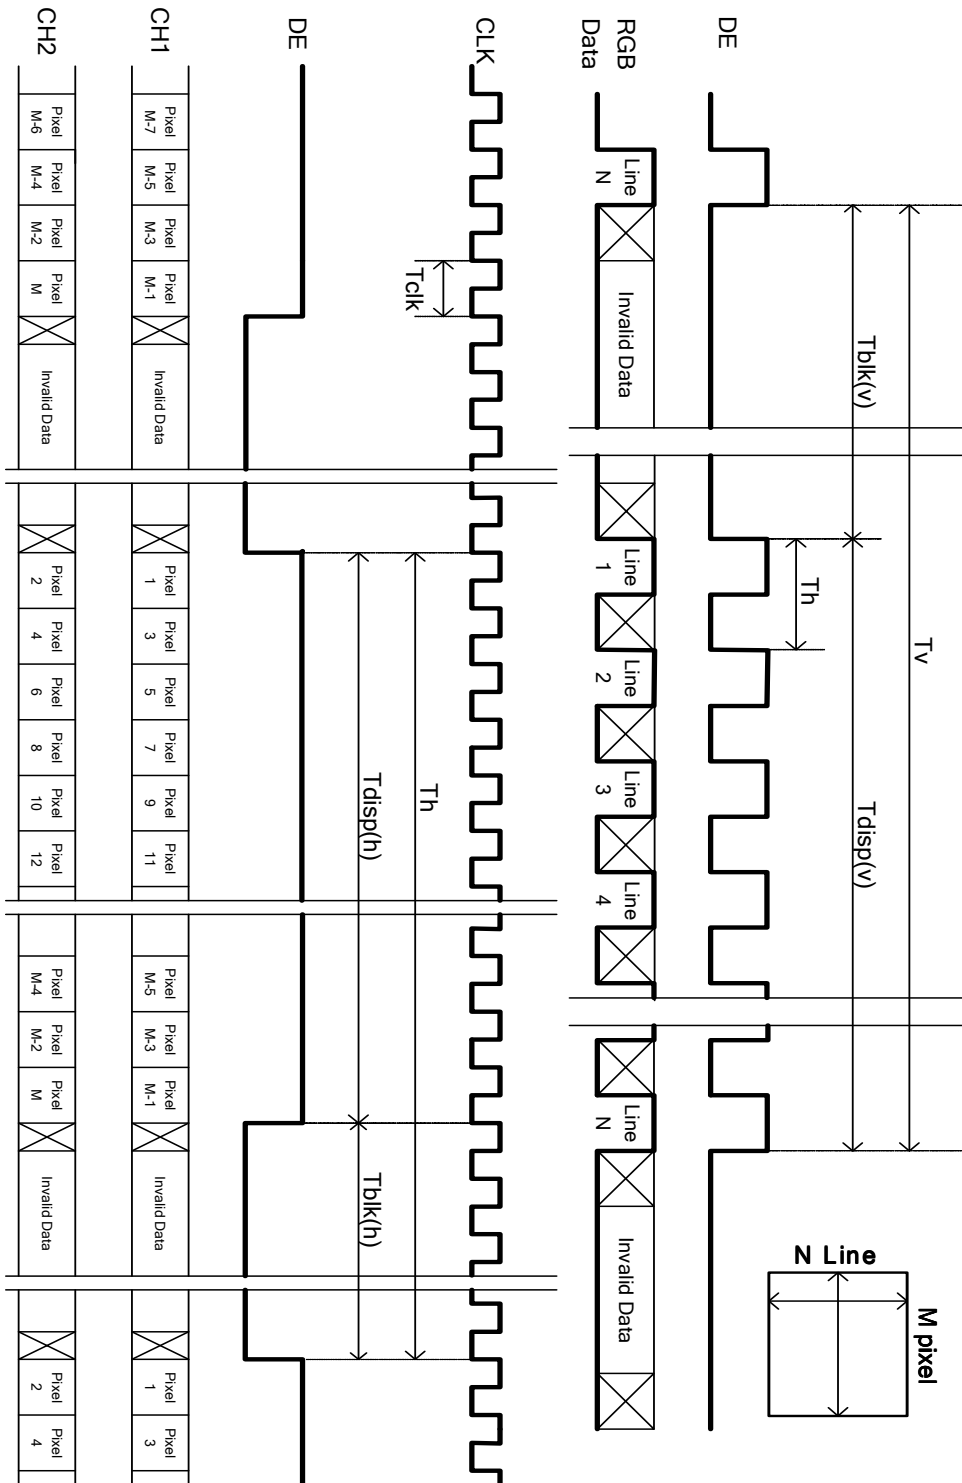 DE
Tv
Tblk(v)
Tdisp(v)
Th
N Line
M pixel
RGB
Data
Line
N
Invalid Data
Line
1
Line
2
Line
3
Line
4
Line
N
Invalid Data
CLK
Tclk
Th
DE
Tdisp(h)
Tblk(h)
CH1
Pixel
M-7
Pixel
M-5
Pixel
M-3
Pixel
M-1
Invalid Data
Pixel
1
Pixel
3
Pixel
5
Pixel
7
Pixel
9
Pixel
11
Pixel
M-5
Pixel
M-3
Pixel
M-1
Invalid Data
Pixel
1
Pixel
3
CH2
Pixel
M-6
Pixel
M-4
Pixel
M-2
Pixel
M
Invalid Data
Pixel
2
Pixel
4
Pixel
6
Pixel
8
Pixel
10
Pixel
12
Pixel
M-4
Pixel
M-2
Pixel
M
Invalid Data
Pixel
2
Pixel
4